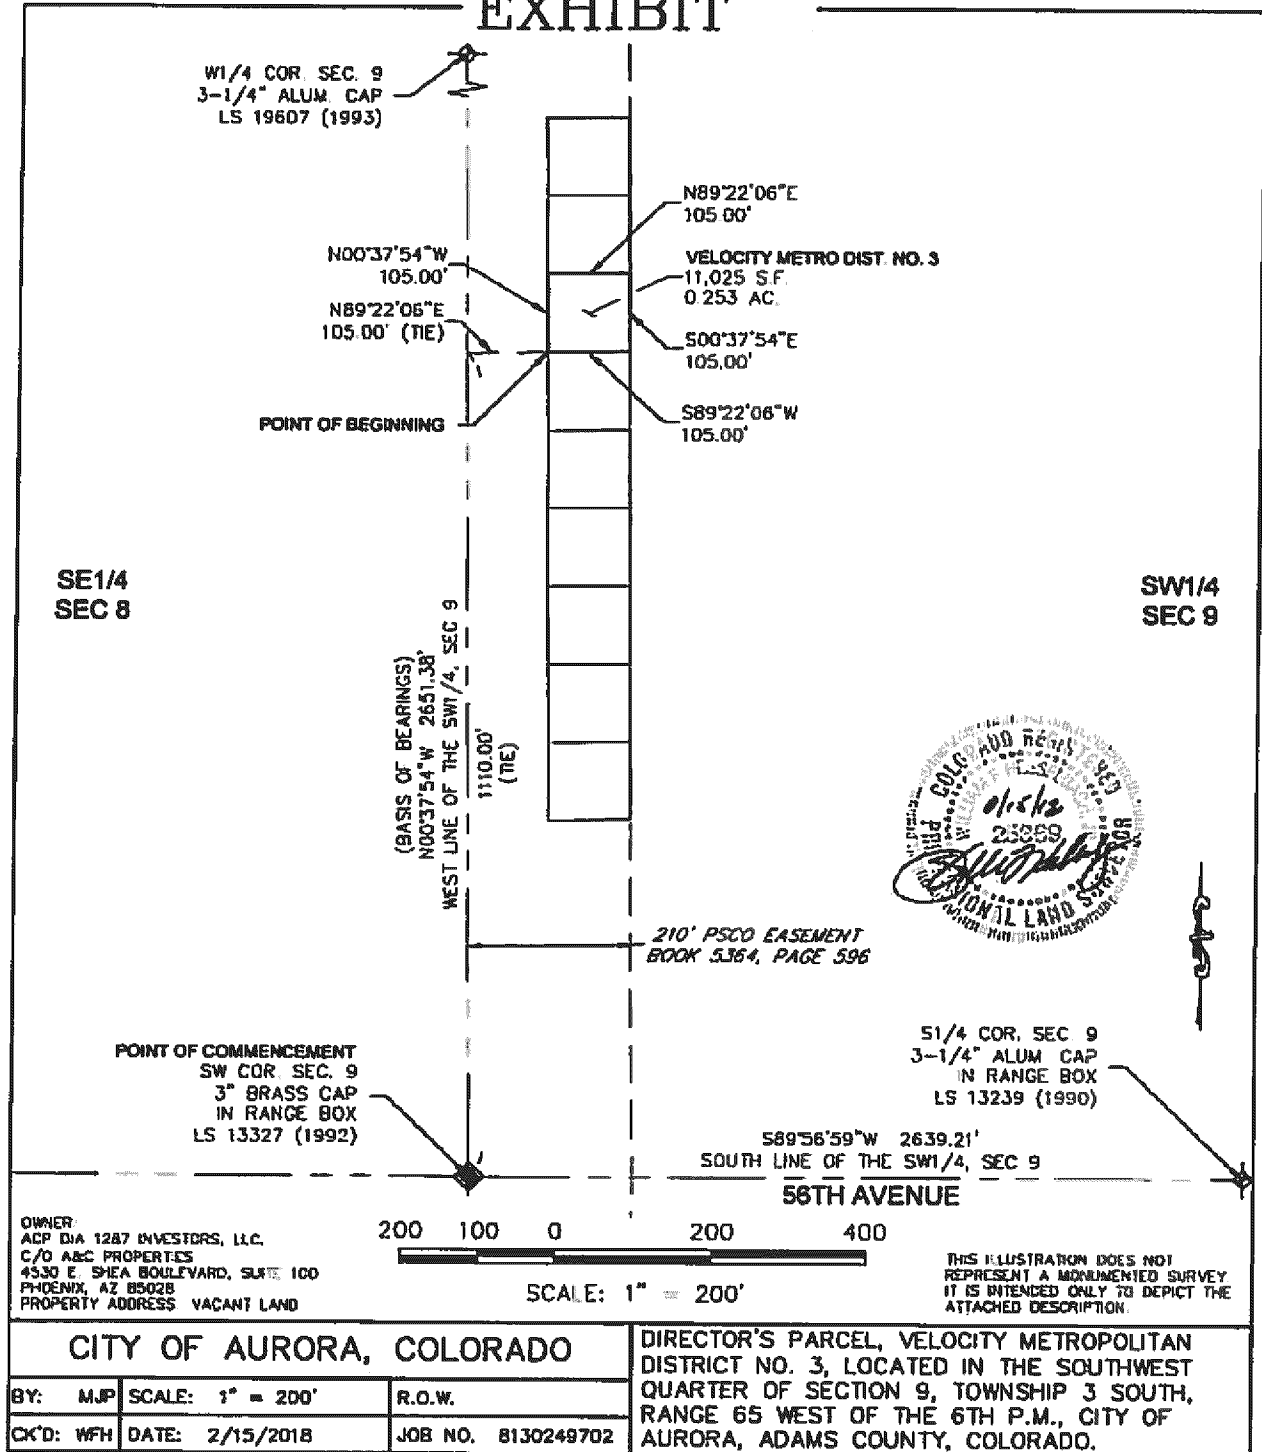 EXHIBIT
W1/4 COR. SEC. 9
3-1/4" ALUM. CAP
LS 19607 (1993)
N89°22'06"E
105.00'
N00°37'54"W
105.00'
VELOCITY METRO DIST. NO. 3
11,025 S.F.
0.253 AC.
N89°22'06"E
105.00' (TIE)
S00°37'54"E
105.00'
POINT OF BEGINNING
S89°22'06"W
105.00'
SE1/4
SEC 8
SW1/4
SEC 9
(BASIS OF BEARINGS)
N00°37'54"W 2651.38'
WEST LINE OF THE SW1/4, SEC 9
1110.00'
(TIE)
COLORADO REGISTERED
LAND
210' PSCO EASEMENT
BOOK 5364, PAGE 596
POINT OF COMMENCEMENT
SW COR. SEC. 9
3" BRASS CAP
IN RANGE BOX
LS 13327 (1992)
S1/4 COR. SEC 9
3-1/4" ALUM CAP
IN RANGE BOX
LS 13239 (1990)
S89°56'59"W 2639.21'
SOUTH LINE OF THE SW1/4, SEC 9
56TH AVENUE
OWNER
ACP DIA 1287 INVESTORS, LLC,
C/O A&C PROPERTIES
4530 E. SHEA BOULEVARD, SUITE 100
PHOENIX, AZ 85028
PROPERTY ADDRESS VACANT LAND
200 100 0 200 400
SCALE: 1" = 200'
THIS ILLUSTRATION DOES NOT
REPRESENT A MONUMENTED SURVEY
IT IS INTENDED ONLY TO DEPICT THE
ATTACHED DESCRIPTION.
CITY OF AURORA, COLORADO
BY: MJP SCALE: 1" = 200' R.O.W.
CK'D: WFH DATE: 2/15/2018 JOB NO. 8130249702
DIRECTOR'S PARCEL, VELOCITY METROPOLITAN
DISTRICT NO. 3, LOCATED IN THE SOUTHWEST
QUARTER OF SECTION 9, TOWNSHIP 3 SOUTH,
RANGE 65 WEST OF THE 6TH P.M., CITY OF
AURORA, ADAMS COUNTY, COLORADO.